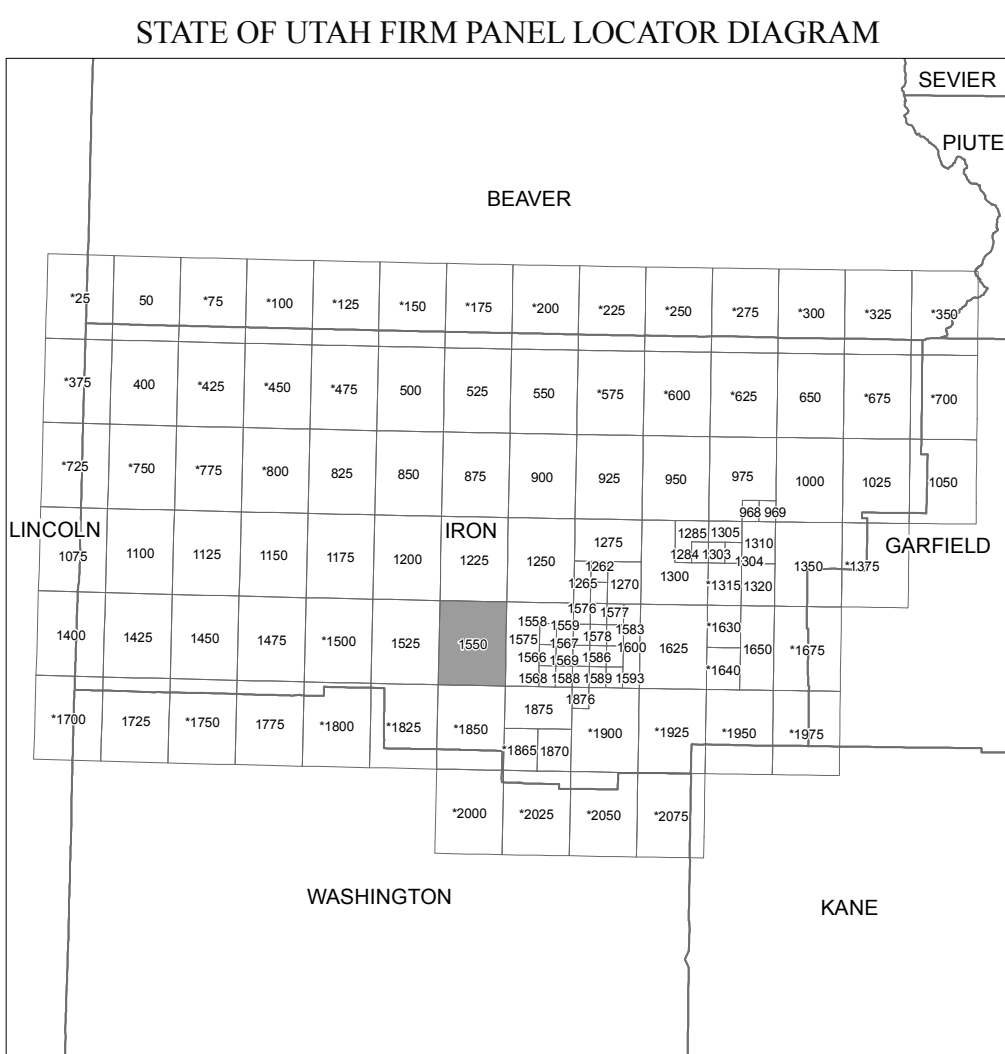 STATE OF UTAH FIRM PANEL LOCATOR DIAGRAM
SEVIER
PIUTE
BEAVER
*25 50 *75 *100 *125 *150 *175 *200 *225 *250 *275 *300 *325 *350
*375 400 *425 *450 *475 500 525 550 *575 *600 *625 650 *675 *700
*725 *750 *775 *800 825 850 875 900 925 950 975 1000 1025 1050
968 969
LINCOLN IRON GARFIELD
1075 1100 1125 1150 1175 1200 1225 1250 1275 1285 1305 1310
1262 1284 1303 1304 1350 *1375
1265 1270 1300 *1315 1320
1576 1577
1558 1559 1583 *1630
1400 1425 1450 1475 *1500 1525 1550 1575 1567 1578 1600 1625 1650 *1675
1566 1569 1586 *1640
1568 1588 1589 1593
1876
*1700 1725 *1750 1775 *1800 *1825 *1850 1875 *1900 *1925 *1950 *1975
*1865 1870
*2000 *2025 *2050 *2075
WASHINGTON
KANE